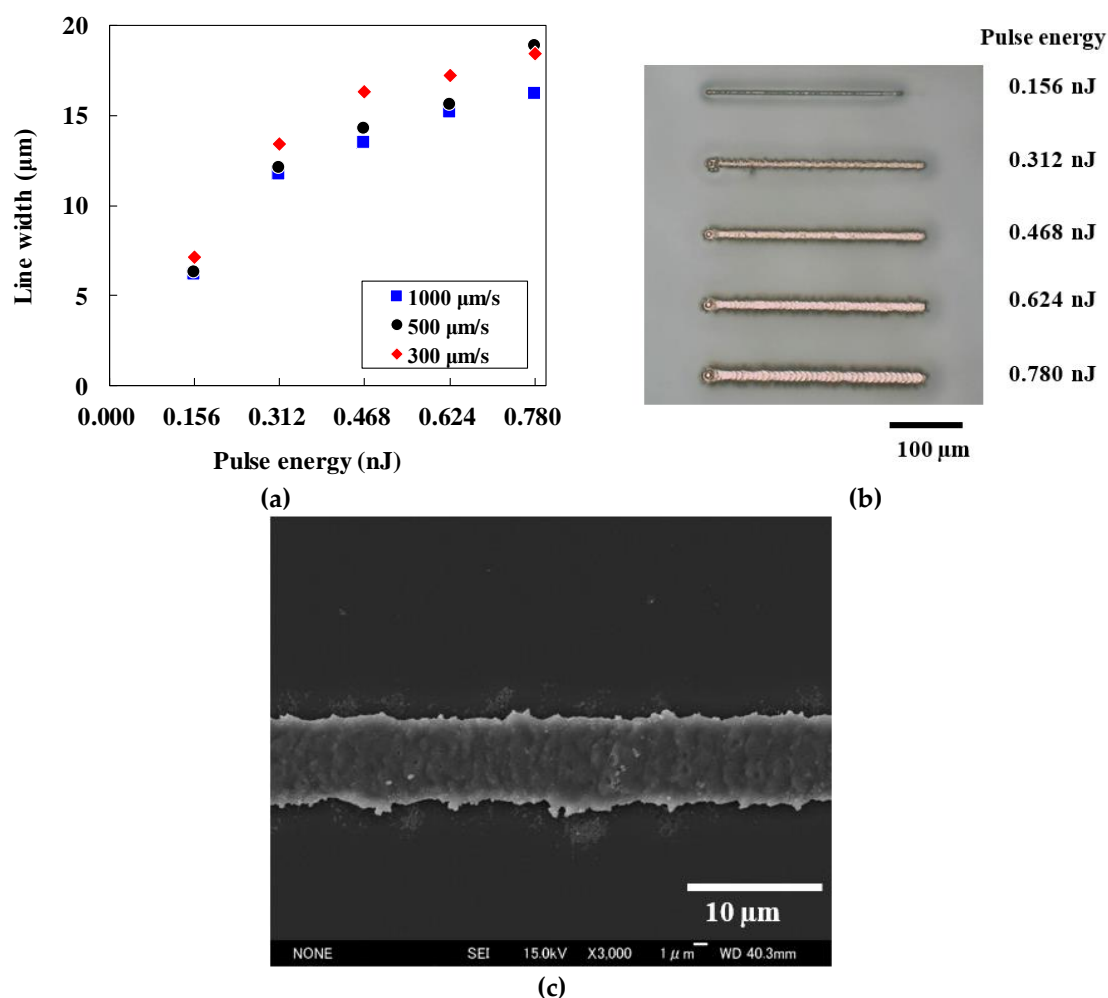 20
15
10
5
0
Line width (μm)
1000 μm/s
500 μm/s
300 μm/s
0.000 0.156 0.312 0.468 0.624 0.780
Pulse energy (nJ)
(a)
Pulse energy
0.156 nJ
0.312 nJ
0.468 nJ
0.624 nJ
0.780 nJ
100 μm
(b)
10 μm
NONE SEI 15.0kV X3,000 1 μm WD 40.3mm
(c)